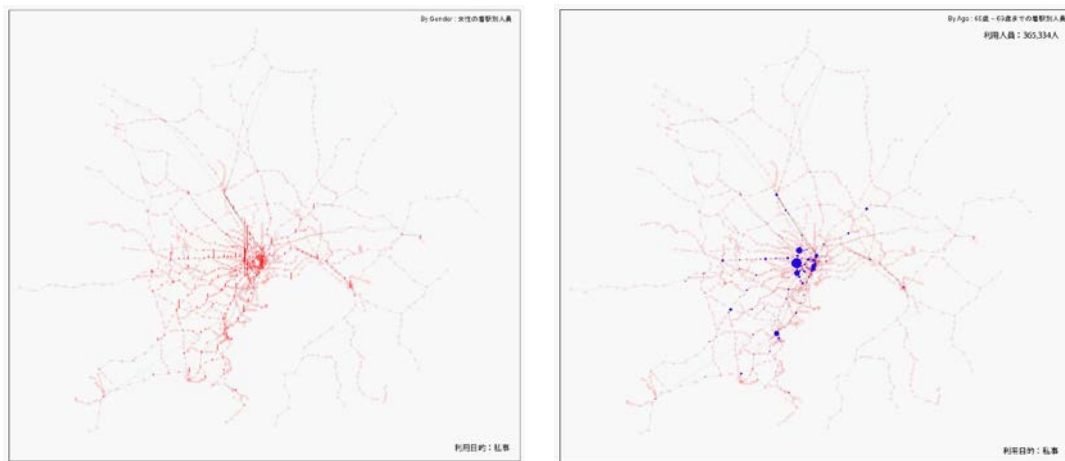 By Gender : 女性の着駅別人員
利用目的：私事
By Age : 60歳～69歳までの着駅別人員
利用人員：365,334人
利用目的：私事